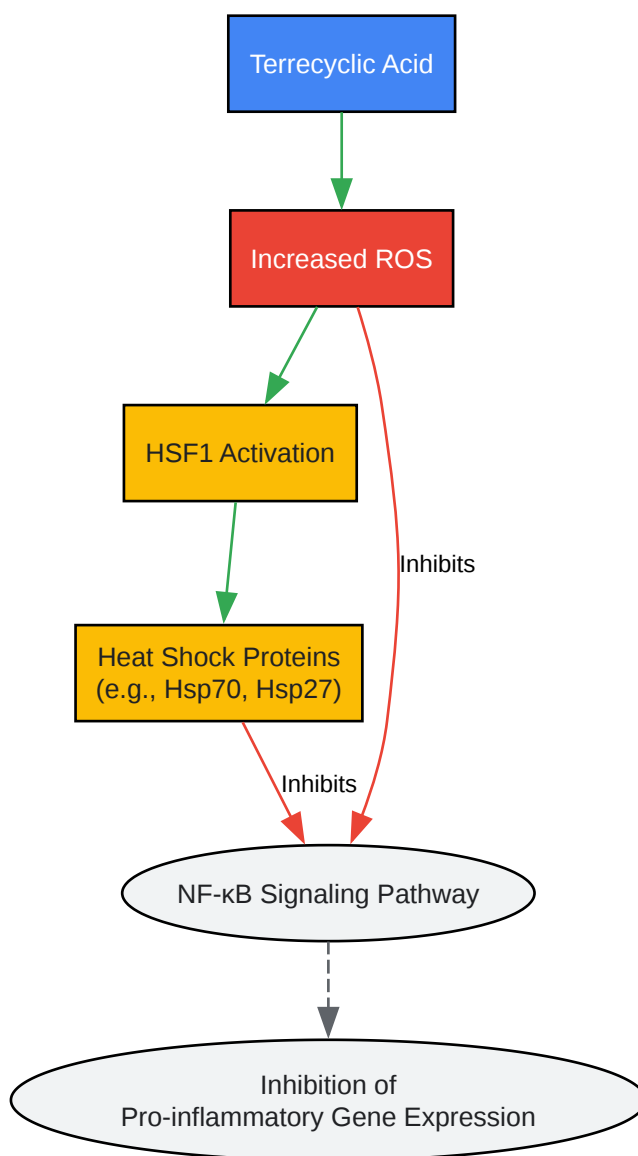 Terrecyclic Acid
Increased ROS
HSF1 Activation
Inhibits
Heat Shock Proteins
(e.g., Hsp70, Hsp27)
Inhibits
NF-κB Signaling Pathway
Inhibition of
Pro-inflammatory Gene Expression